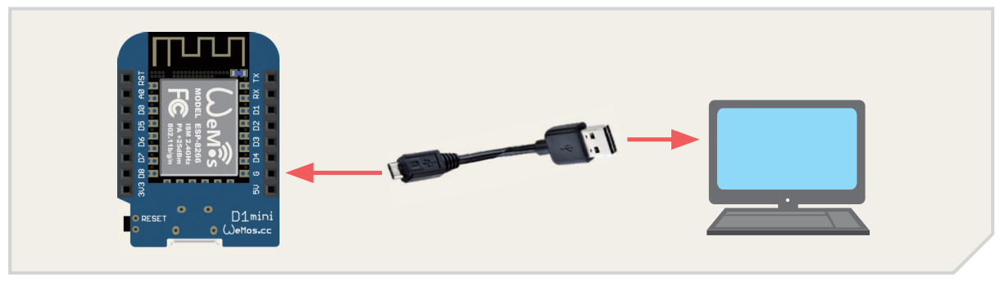 RST
A0
D0
D5
D6
D7
D8
3V3
TX
RX
D1
D2
D3
D4
G
5V
WeMos
MODEL ESP-8266
ISM 2.4GHz
PA +25dBm
802.11b/g/n
FC
RESET
D1mini
WeMos.cc